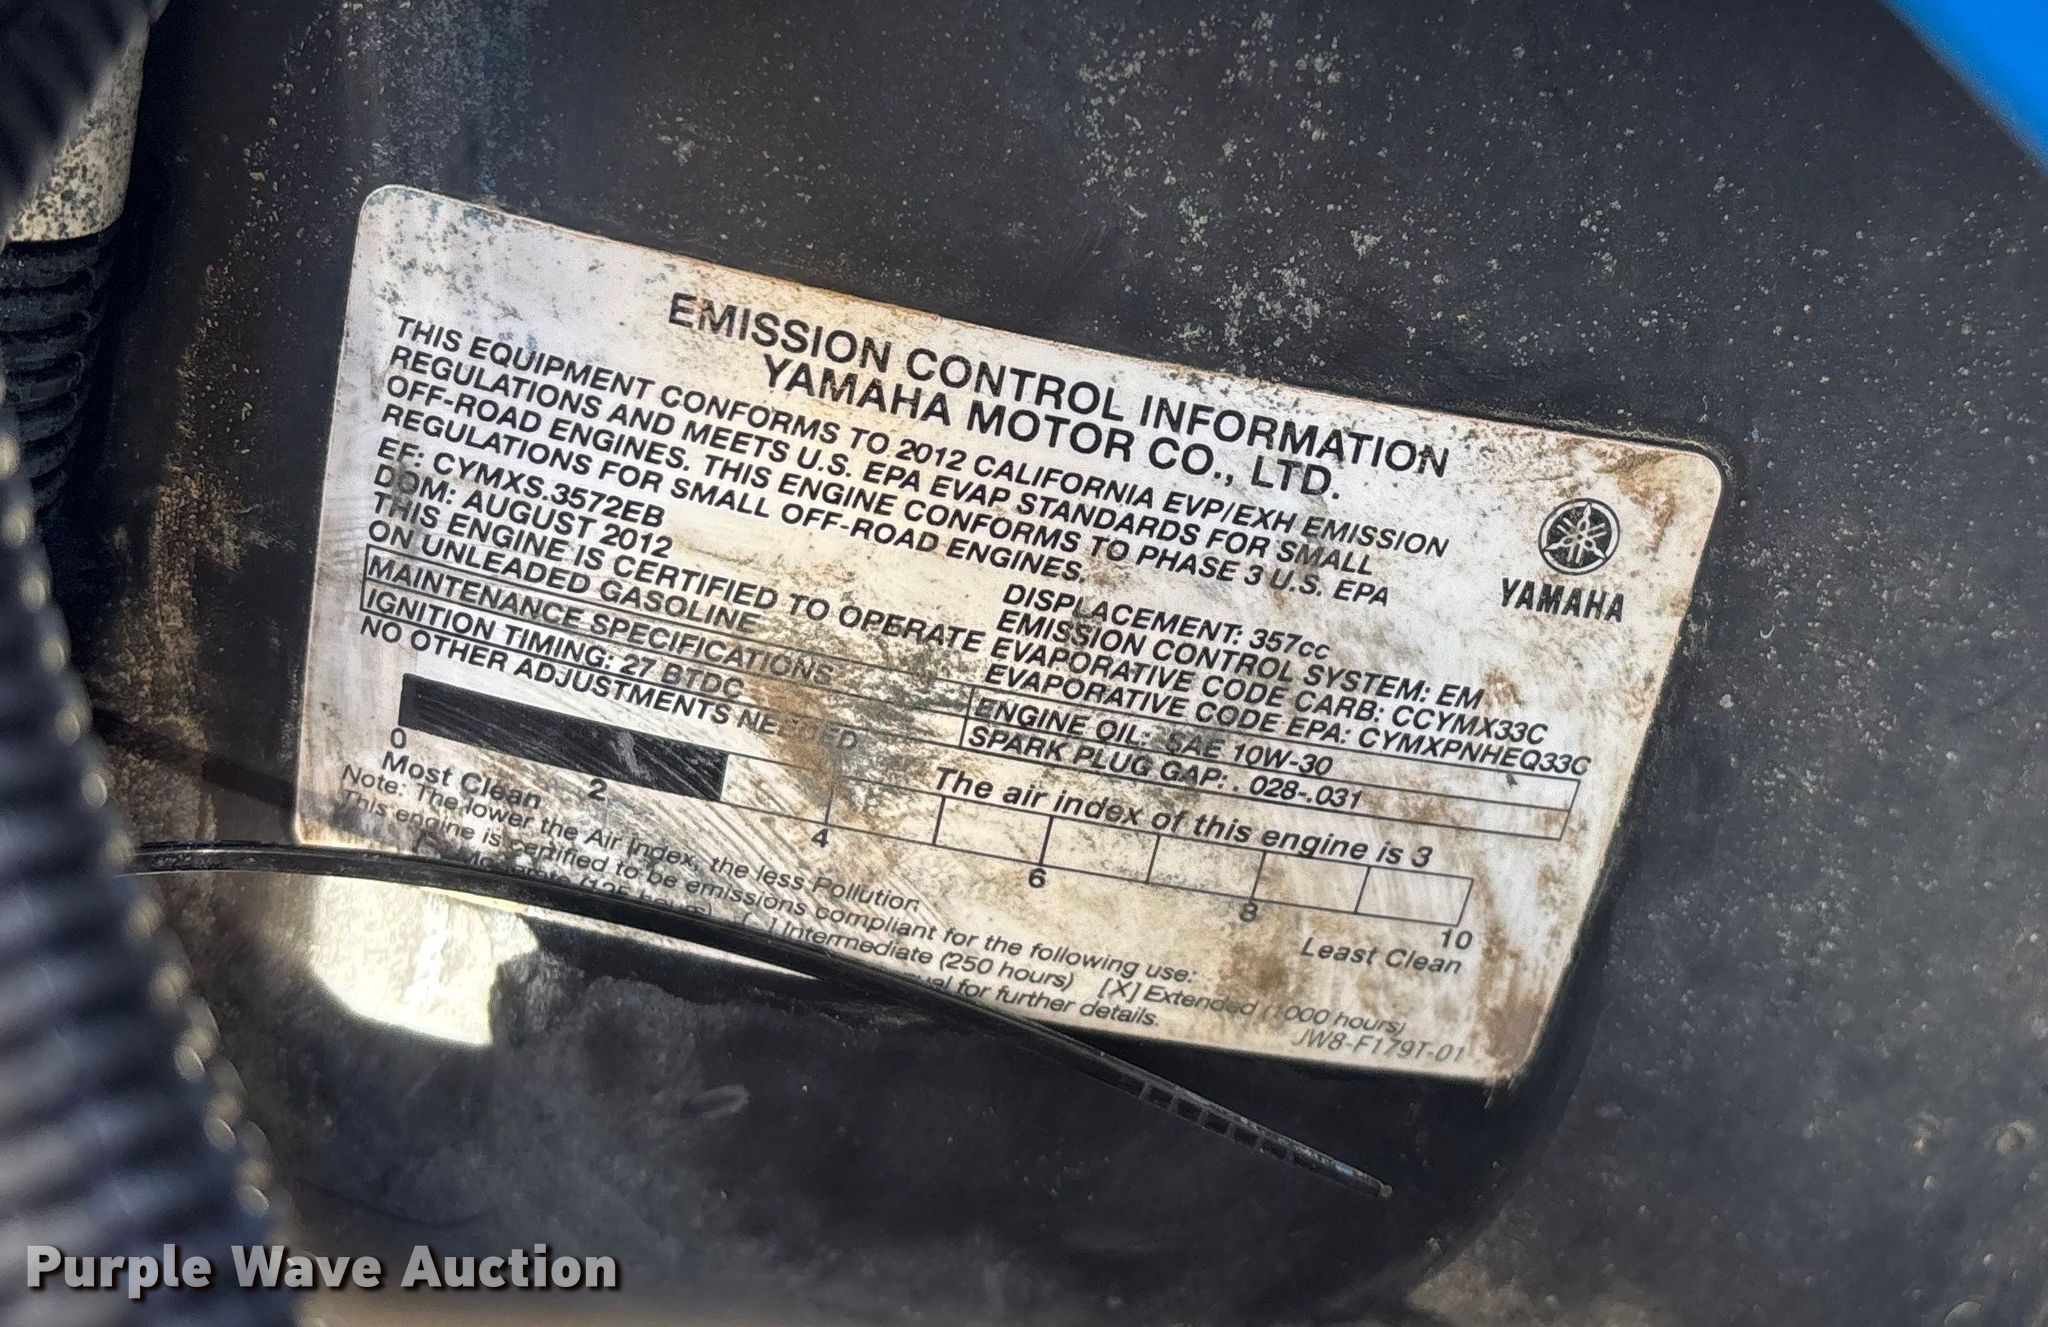 EMISSION CONTROL INFORMATION
YAMAHA MOTOR CO., LTD.
THIS EQUIPMENT CONFORMS TO 2012 CALIFORNIA EVP/EXH EMISSION
REGULATIONS AND MEETS U.S. EPA EVAP STANDARDS FOR SMALL
OFF-ROAD ENGINES. THIS ENGINE CONFORMS TO PHASE 3 U.S. EPA
REGULATIONS FOR SMALL OFF-ROAD ENGINES.
YAMAHA
EF: CYMXS.3572EB
DISPLACEMENT: 357cc
DOM: AUGUST 2012
EMISSION CONTROL SYSTEM: EM
THIS ENGINE IS CERTIFIED TO OPERATE
EVAPORATIVE CODE CARB: CCYMX33C
ON UNLEADED GASOLINE
EVAPORATIVE CODE EPA: CYMXPNHEQ33C
MAINTENANCE SPECIFICATIONS
ENGINE OIL: SAE 10W-30
IGNITION TIMING: 27 BTDC
SPARK PLUG GAP: .028-.031
NO OTHER ADJUSTMENTS NEEDED
The air index of this engine is 3
0 2 4 6 8 10
Most Clean Least Clean
Note: The lower the Air Index, the less Pollution
This engine is certified to be emissions compliant for the following use:
Moderate (125 hours) [ ] Intermediate (250 hours) [X] Extended (1000 hours)
for further details.
JW8-F179T-01
Purple Wave Auction